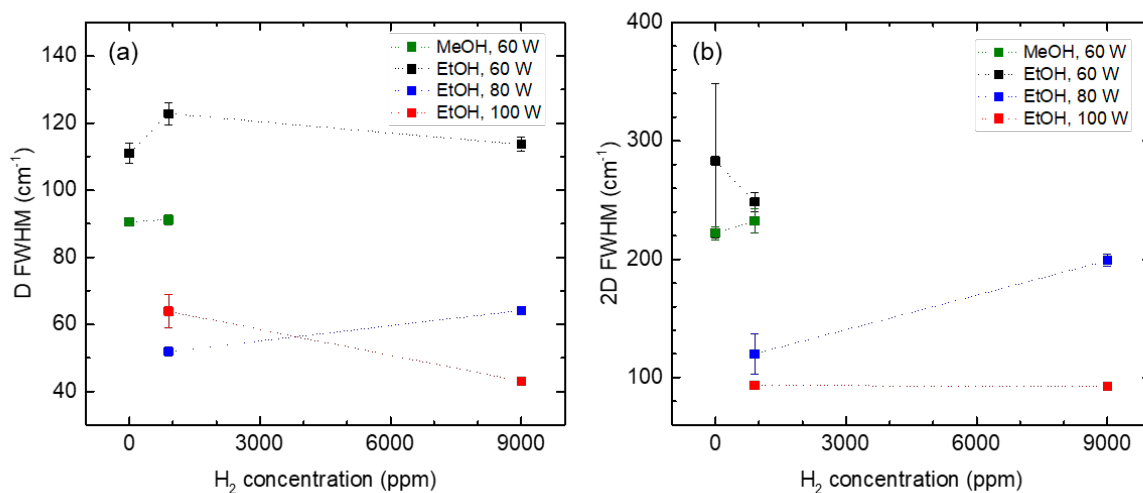 (a)
MeOH, 60 W
EtOH, 60 W
EtOH, 80 W
EtOH, 100 W
140
120
100
80
60
40
D FWHM (cm⁻¹)
0 3000 6000 9000
H₂ concentration (ppm)
(b)
MeOH, 60 W
EtOH, 60 W
EtOH, 80 W
EtOH, 100 W
400
300
200
100
2D FWHM (cm⁻¹)
0 3000 6000 9000
H₂ concentration (ppm)